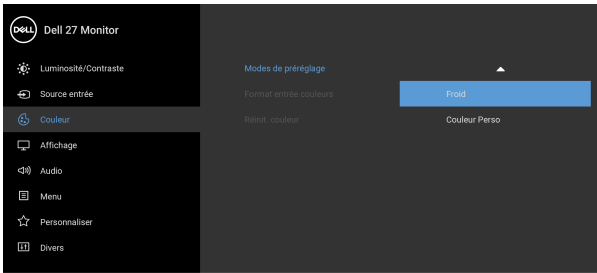 DELL Dell 27 Monitor
Luminosité/Contraste
Modes de préréglage
Source entrée
Format entrée couleurs
Froid
Couleur
Réinit. couleur
Couleur Perso
Affichage
Audio
Menu
Personnaliser
Divers